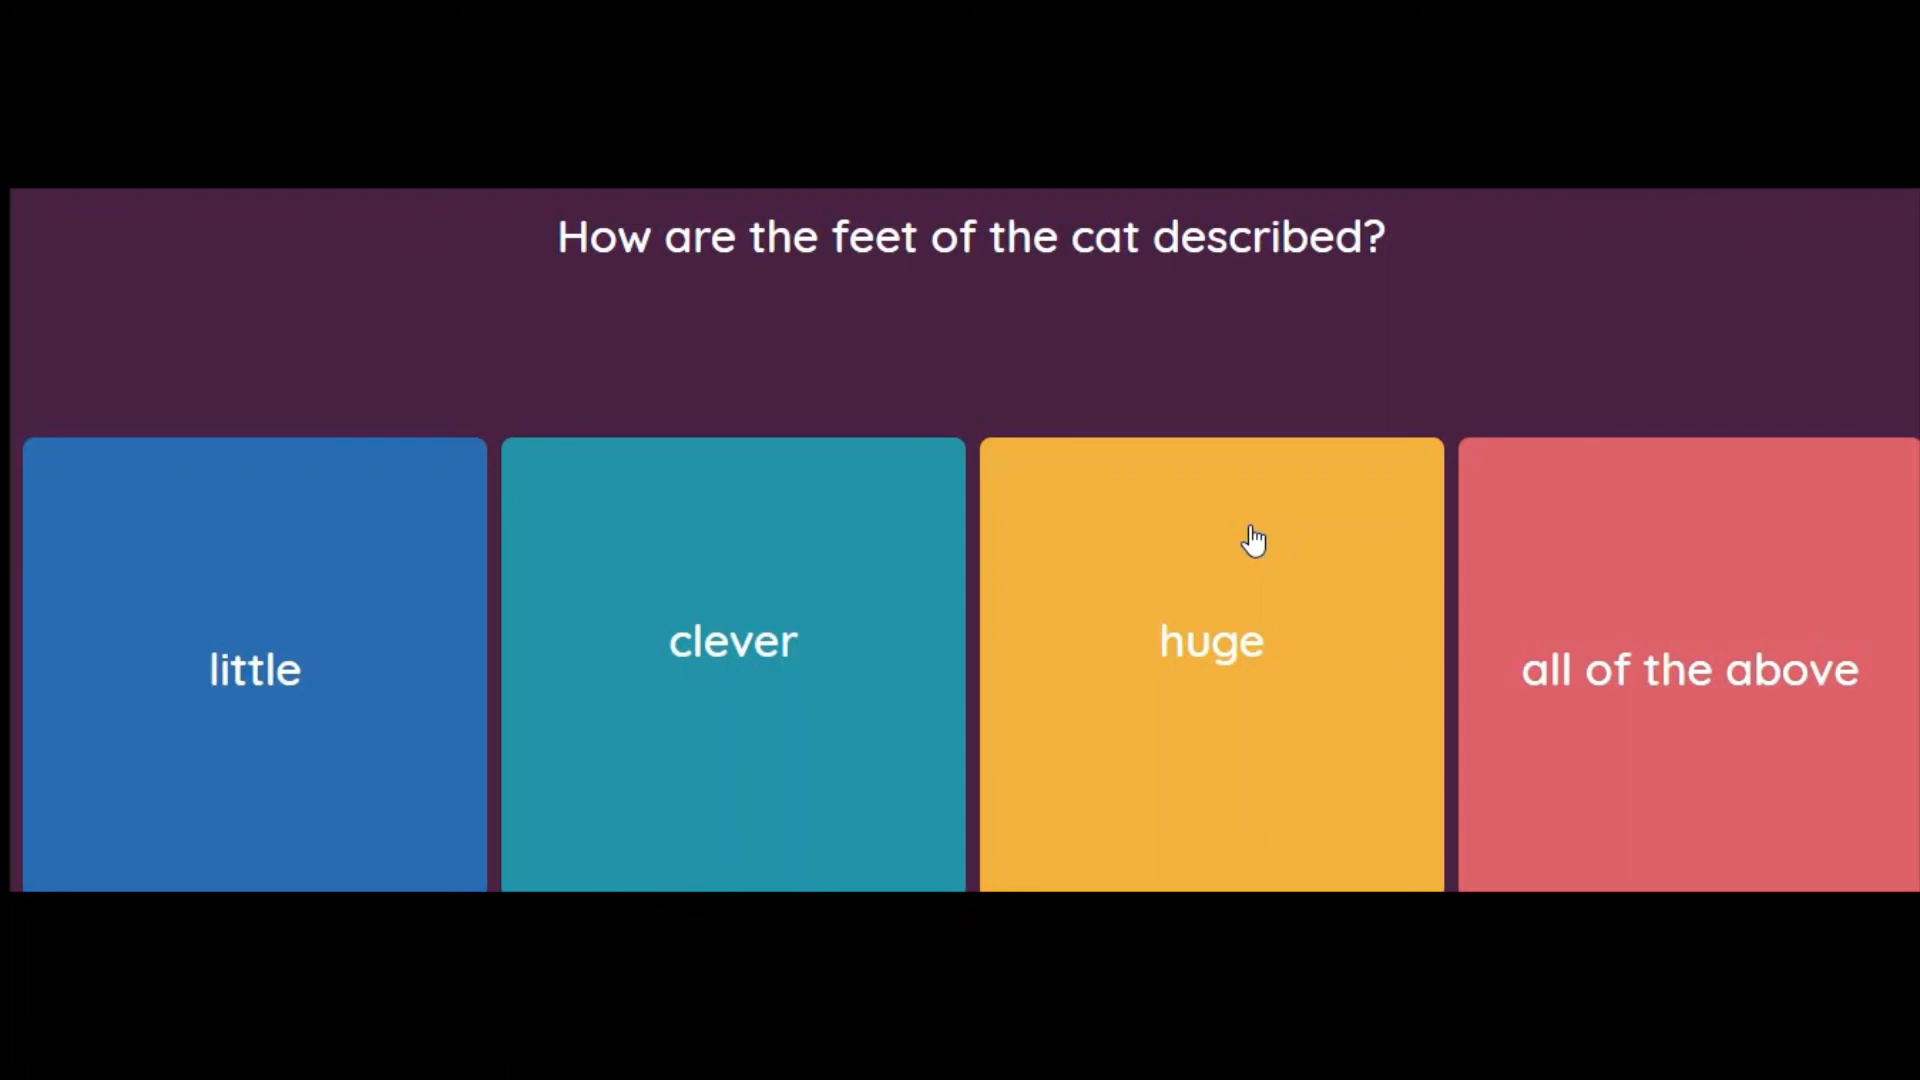 How are the feet of the cat described?
little
clever
huge
all of the above